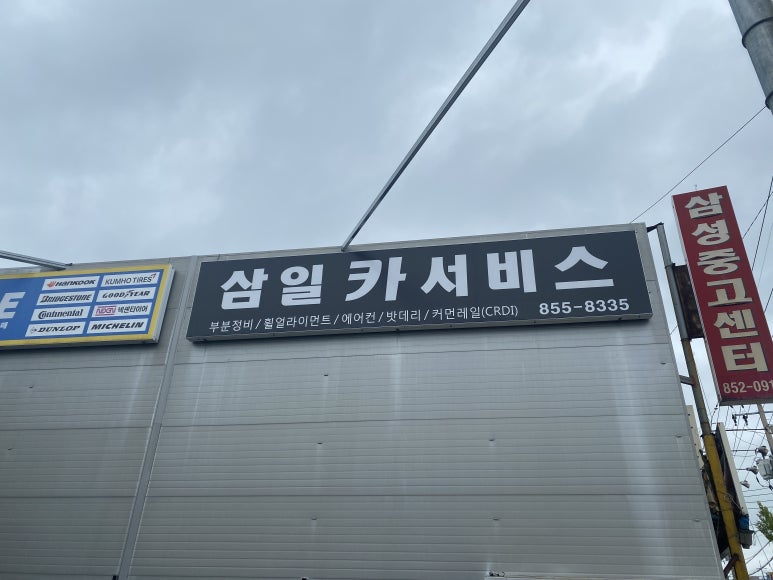 삼일 카서비스
부분정비/휠얼라이먼트/에어컨/밧데리/커먼레일(CRDI) 855-8335
E
HANKOOK KUMHO TIRES
BRIDGESTONE GOODYEAR
Continental NEXEN 넥센타이어
DUNLOP MICHELIN
삼성중고센터
852-091